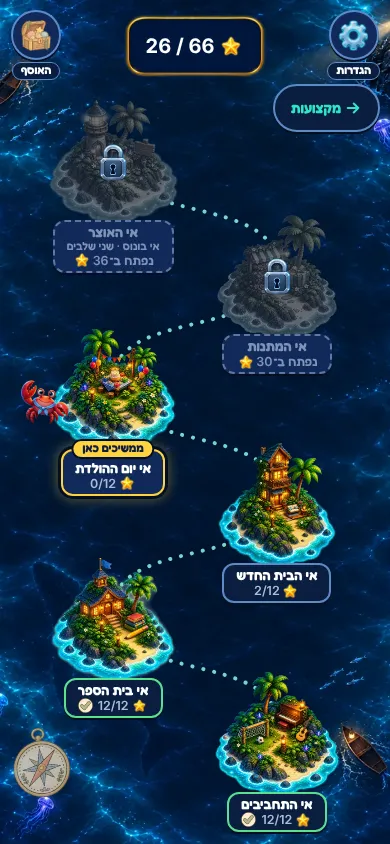 26 / 66
הגדרות
האוסף
מקצועות →
אי האוצר
אי בונוס · שני שלבים
נפתח ב־36
אי המתנות
נפתח ב־30
ממשיכים כאן
אי יום ההולדת
0/12
אי הבית החדש
2/12
אי בית הספר
12/12
אי התחביבים
12/12